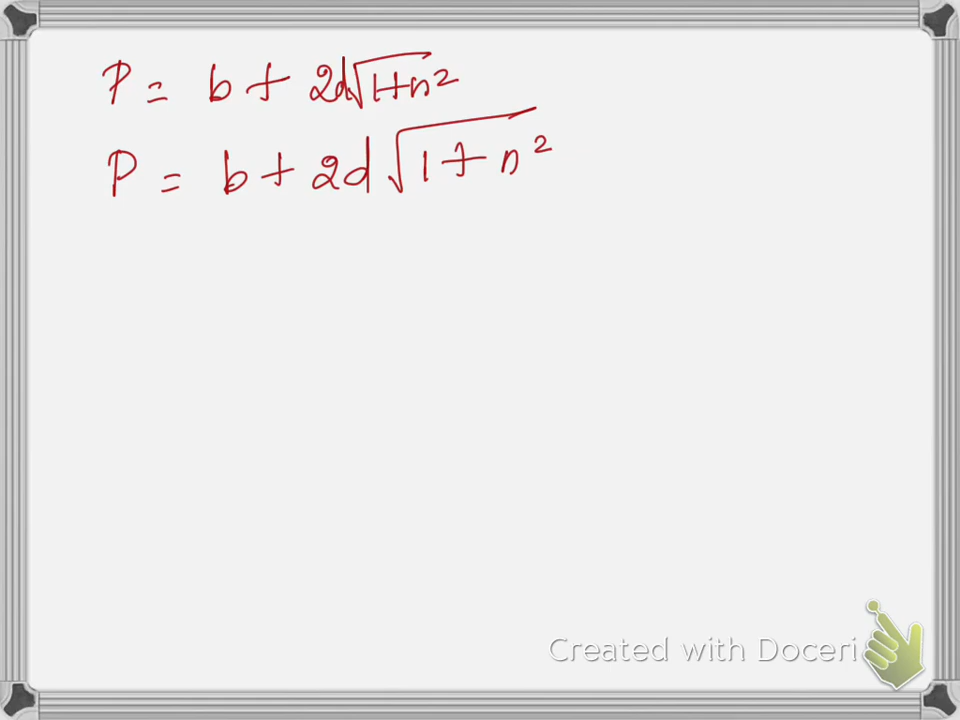 P = b + 2d√1+n²
P = b + 2d √1 + n²
Created with Doceri